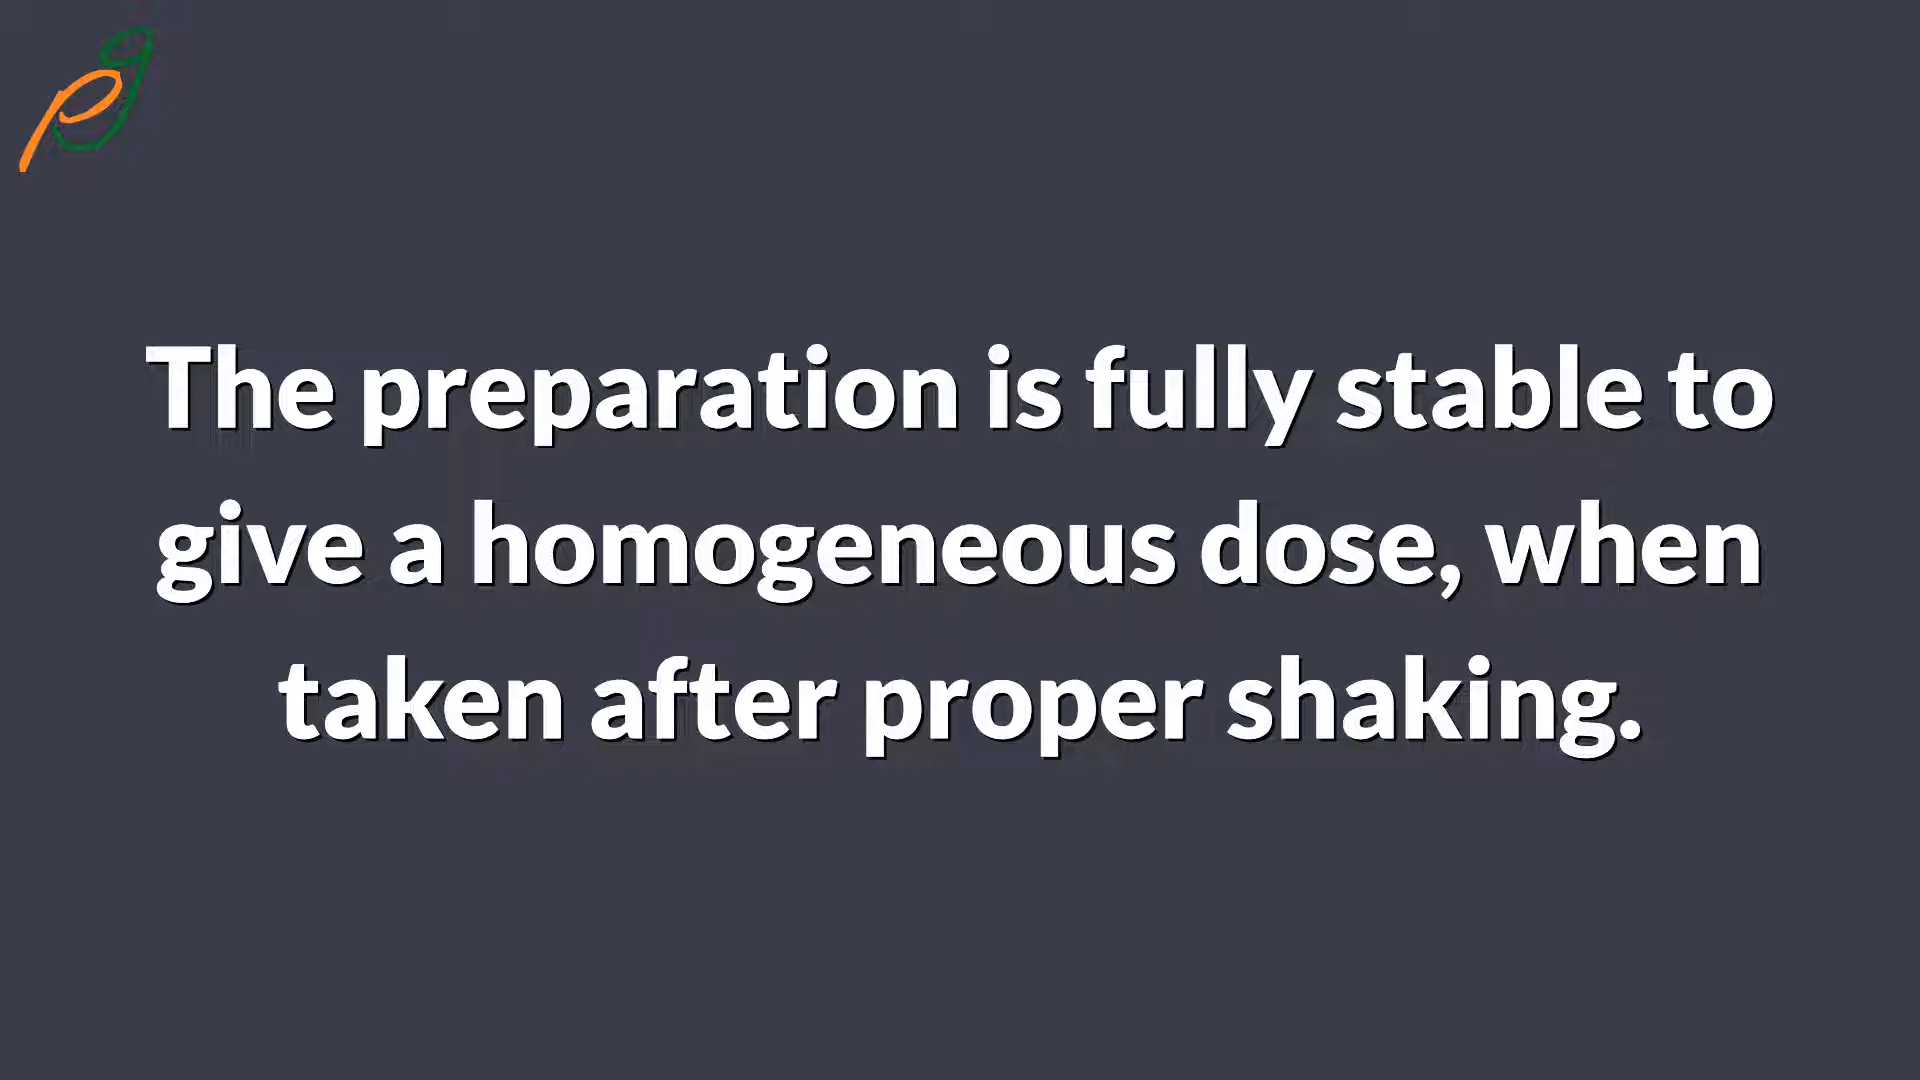 The preparation is fully stable to
give a homogeneous dose, when
taken after proper shaking.